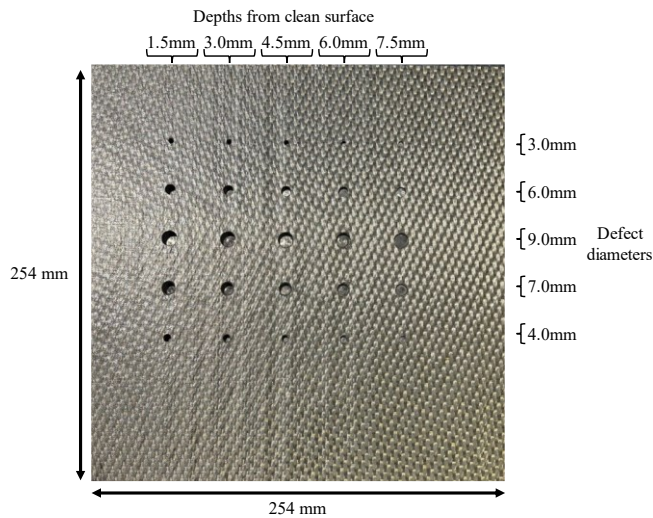 Depths from clean surface
1.5mm 3.0mm 4.5mm 6.0mm 7.5mm
3.0mm
6.0mm
9.0mm
Defect
diameters
7.0mm
4.0mm
254 mm
254 mm